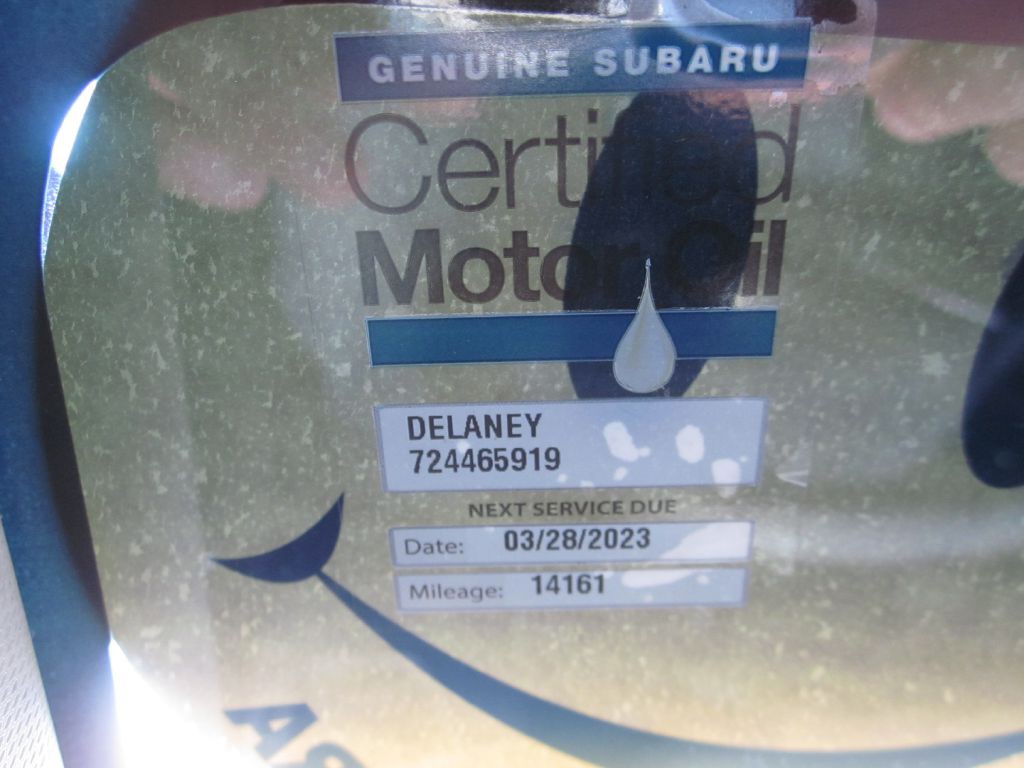 GENUINE SUBARU
Certified
Motor Oil
DELANEY
724465919
NEXT SERVICE DUE
Date: 03/28/2023
Mileage: 14161